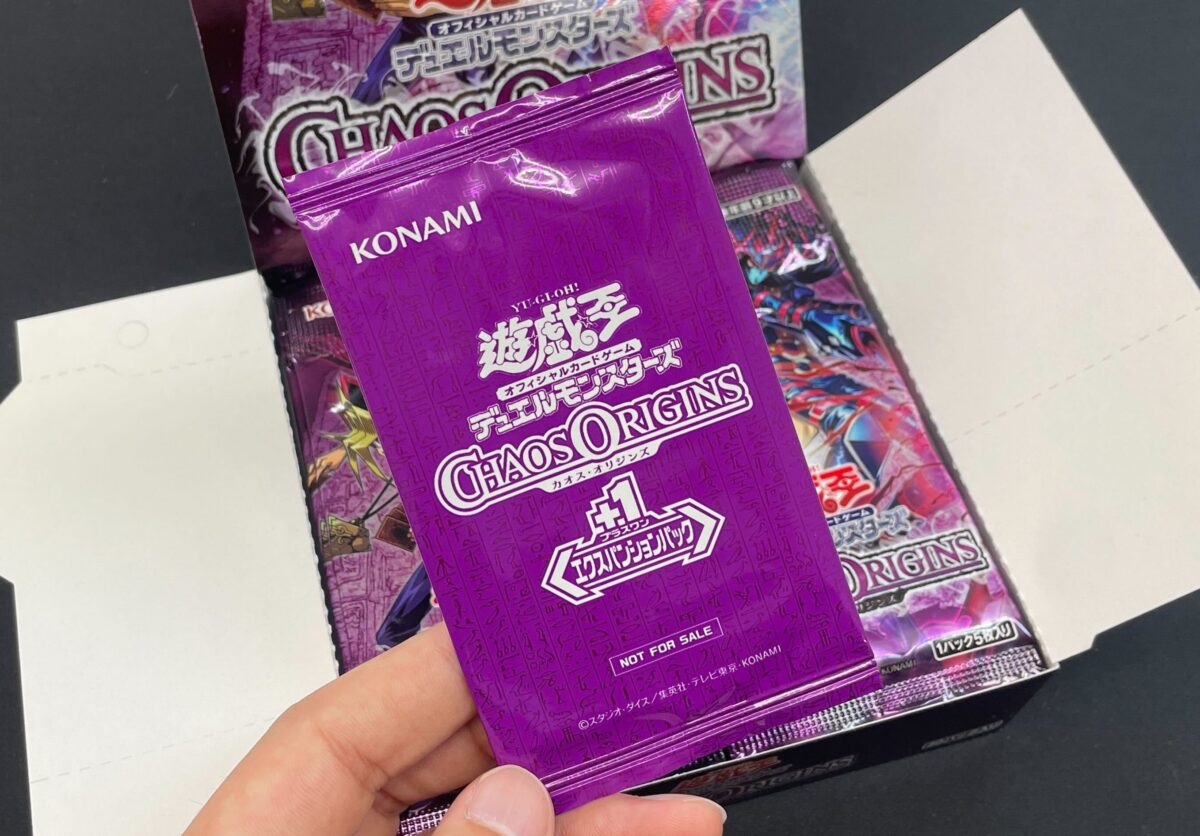 オフィシャルカードゲーム
デュエルモンスターズ
CHAOS ORIGINS
KONAMI
YU-GI-OH!
遊戯王
オフィシャルカードゲーム
デュエルモンスターズ
CHAOS ORIGINS
カオス・オリジンズ
+1
プラスワン
エクスパンションパック
NOT FOR SALE
©スタジオ・ダイス/集英社・テレビ東京・KONAMI
ORIGINS
1パック5枚入り
KONAMI